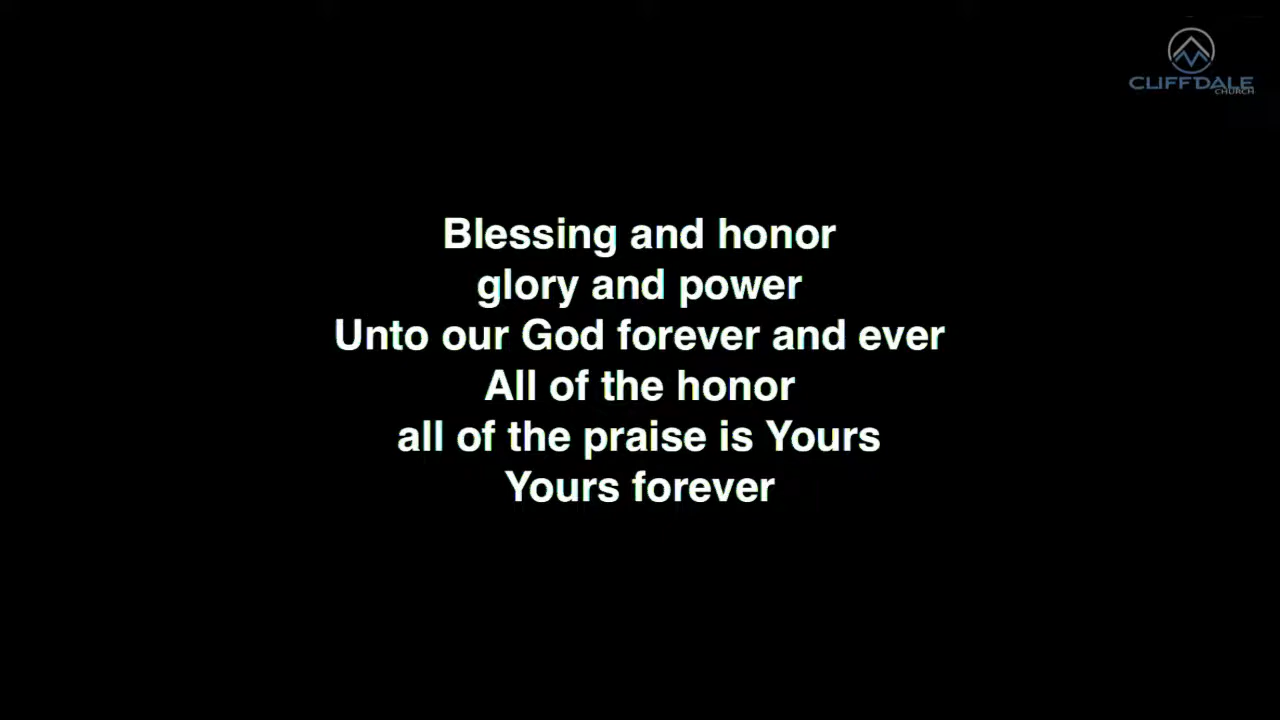 CLIFFDALE
CHURCH
Blessing and honor
glory and power
Unto our God forever and ever
All of the honor
all of the praise is Yours
Yours forever